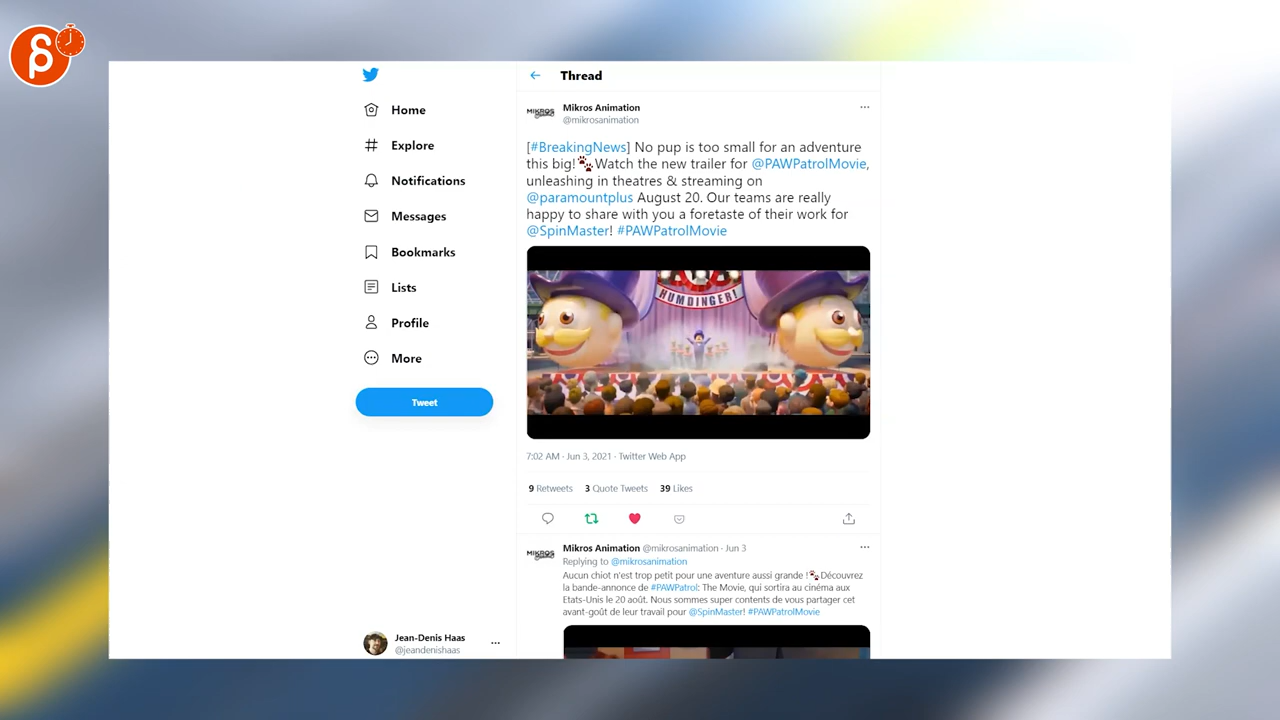 Thread
Home
Explore
Notifications
Messages
Bookmarks
Lists
Profile
More
Tweet
Jean-Denis Haas
@jeandenishaas
MIKROS
Mikros Animation
@mikrosanimation
[#BreakingNews] No pup is too small for an adventure
this big!🐾Watch the new trailer for @PAWPatrolMovie,
unleashing in theatres & streaming on
@paramountplus August 20. Our teams are really
happy to share with you a foretaste of their work for
@SpinMaster! #PAWPatrolMovie
HUMDINGER!
7:02 AM · Jun 3, 2021 · Twitter Web App
9 Retweets 3 Quote Tweets 39 Likes
MIKROS
Mikros Animation @mikrosanimation · Jun 3
Replying to @mikrosanimation
Aucun chiot n'est trop petit pour une aventure aussi grande !🐾Découvrez
la bande-annonce de #PAWPatrol: The Movie, qui sortira au cinéma aux
Etats-Unis le 20 août. Nous sommes super contents de vous partager cet
avant-goût de leur travail pour @SpinMaster! #PAWPatrolMovie